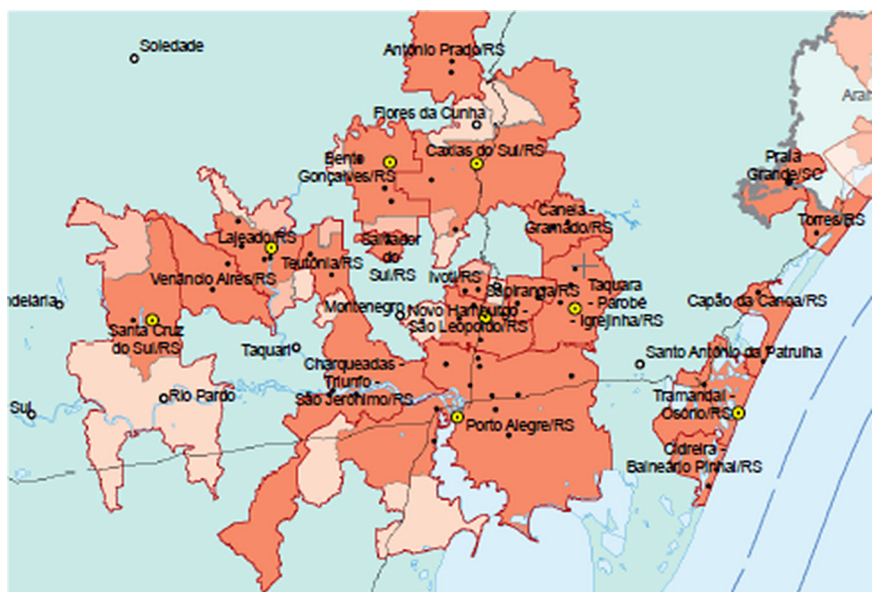 Soledade
Antônio Prado/RS
Flores da Cunha
Caxias do Sul/RS
Bento
Gonçalves/RS
Praia
Grande/SC
Torres/RS
Canela -
Gramado/RS
Lajeado/RS
Teutônia/RS
Salvador
do
Sul/RS
Ivoti/RS
Venâncio Aires/RS
Sapiranga/RS
Taquara
- Parobé
- Igrejinha/RS
Capão da Canoa/RS
ndelária
Montenegro
Novo Hamburgo -
São Leopoldo/RS
Santa Cruz
do Sul/RS
Taquari
Santo Antônio da Patrulha
Charqueadas -
Triunfo -
São Jerônimo/RS
Rio Pardo
Sul
Tramandaí -
Osório/RS
Porto Alegre/RS
Cidreira -
Balneário Pinhal/RS